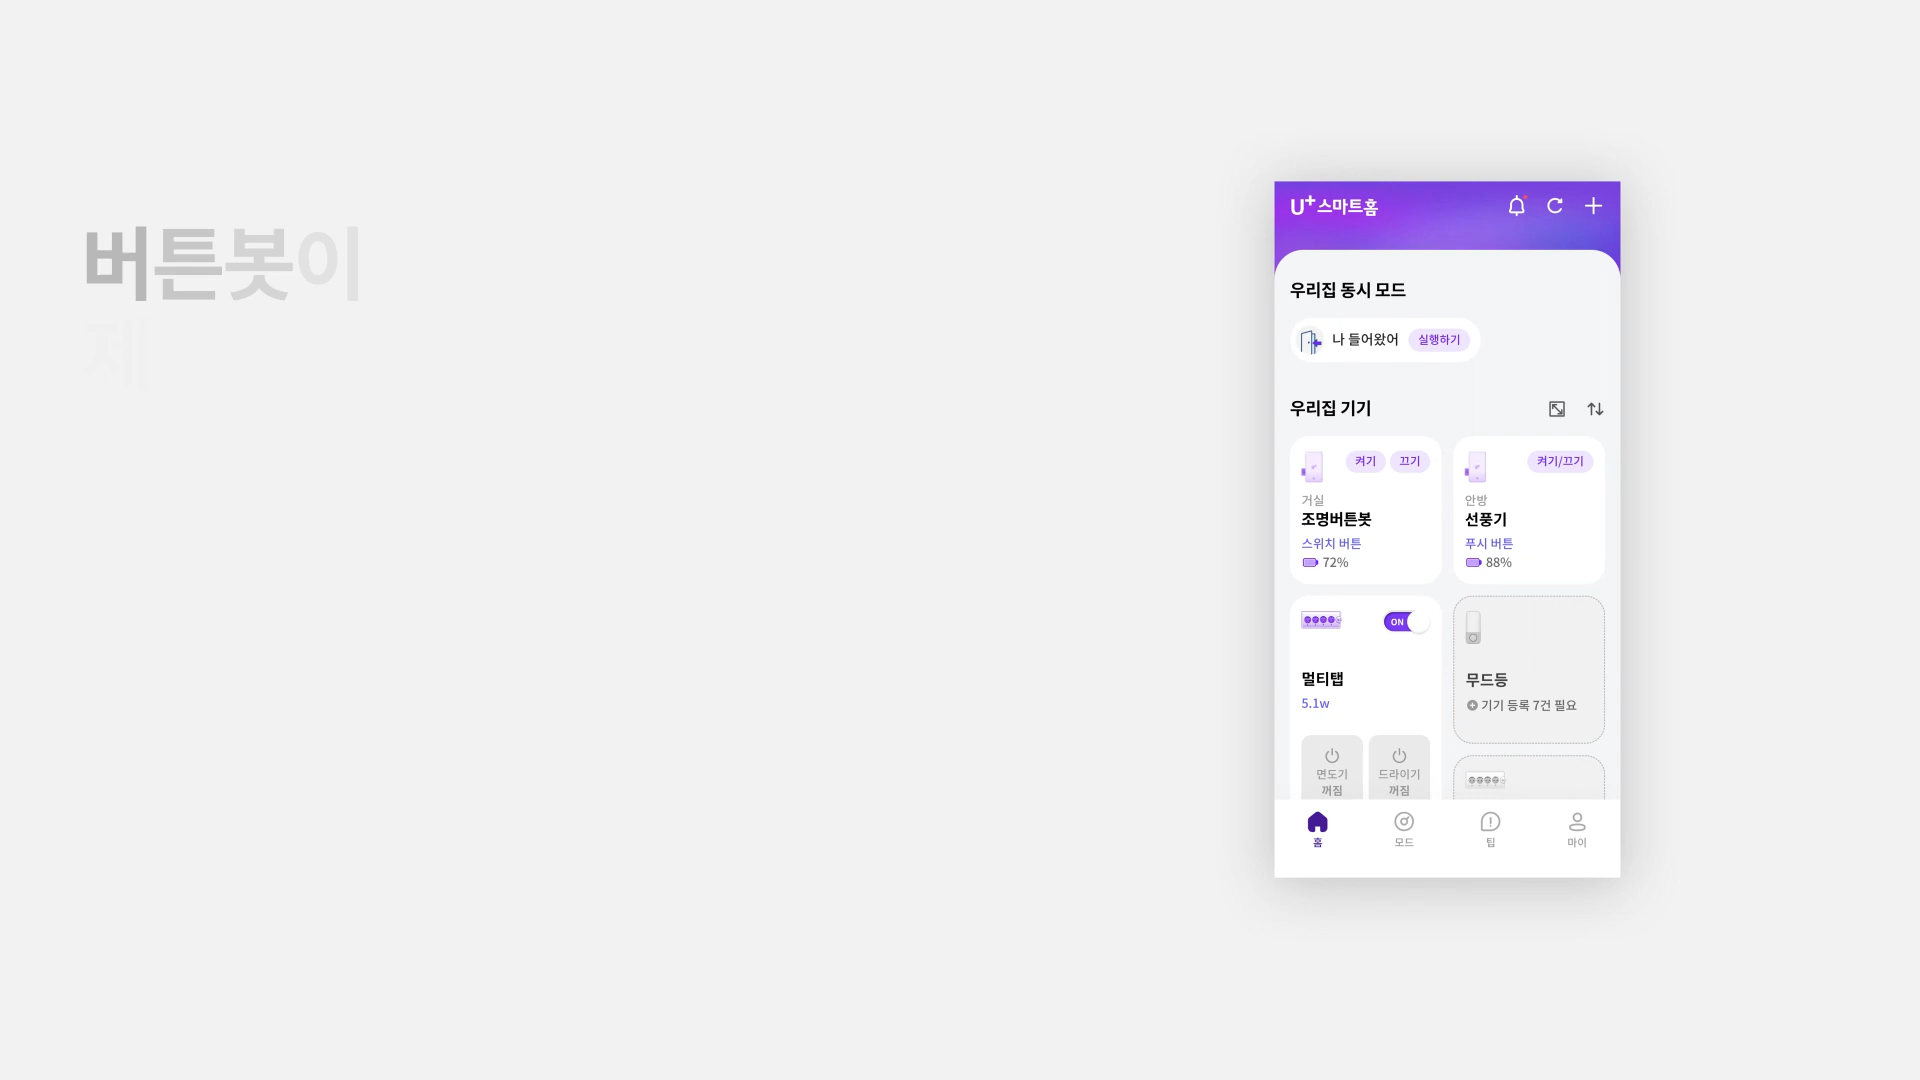 버튼봇이
제
U+스마트홈
우리집 동시 모드
나 들어왔어 실행하기
우리집 기기
켜기 끄기
거실
조명버튼봇
스위치 버튼
72%
켜기/끄기
안방
선풍기
푸시 버튼
88%
ON
멀티탭
5.1w
면도기
꺼짐
드라이기
꺼짐
무드등
기기 등록 7건 필요
홈 모드 팁 마이